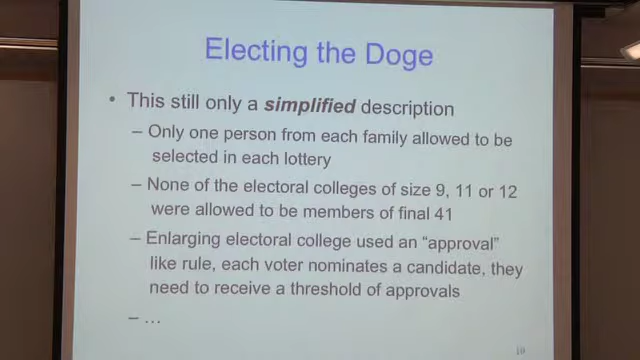 Electing the Doge
• This still only a simplified description
– Only one person from each family allowed to be
selected in each lottery
– None of the electoral colleges of size 9, 11 or 12
were allowed to be members of final 41
– Enlarging electoral college used an “approval”
like rule, each voter nominates a candidate, they
need to receive a threshold of approvals
– ...
19